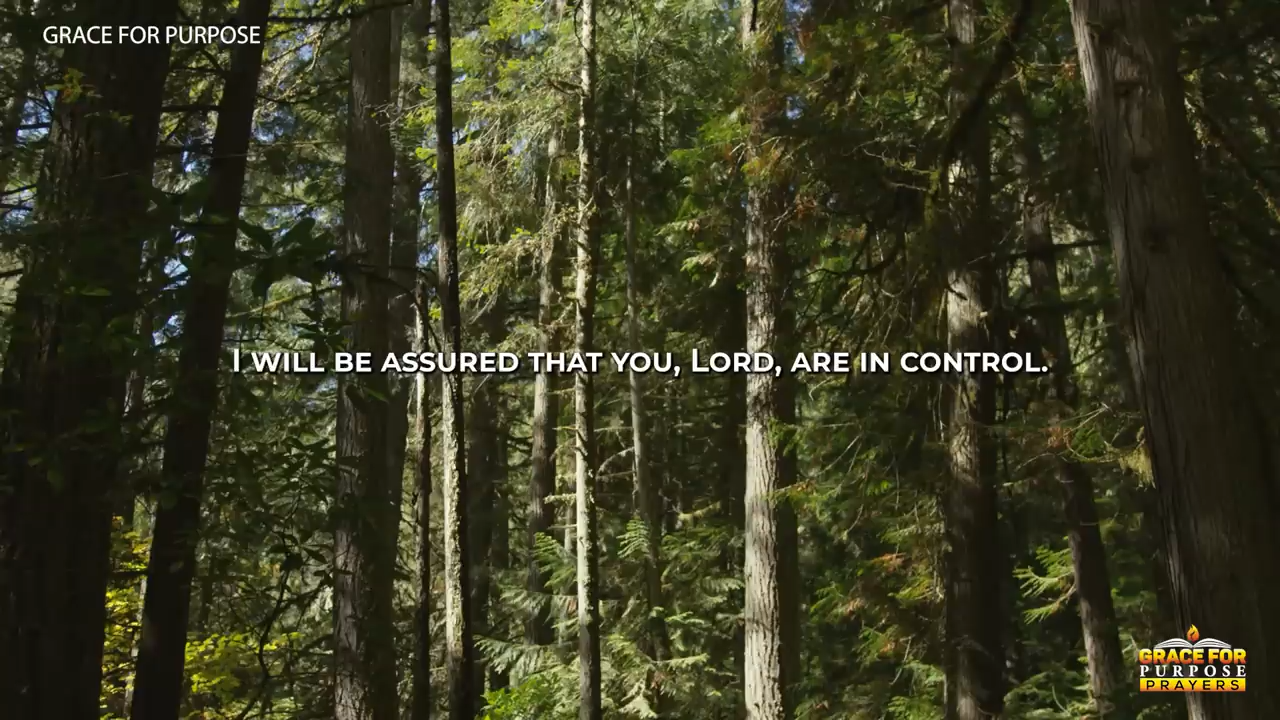 GRACE FOR PURPOSE
I WILL BE ASSURED THAT YOU, LORD, ARE IN CONTROL.
GRACE FOR
PURPOSE
PRAYERS